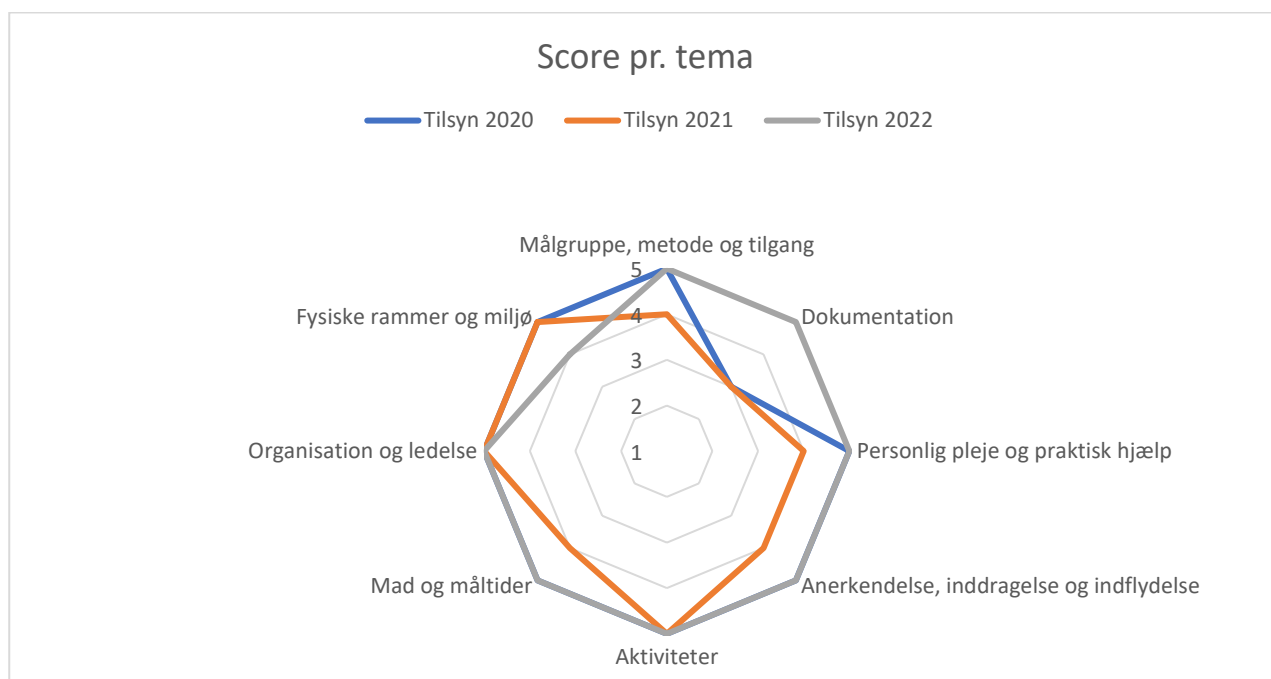 Score pr. tema
Tilsyn 2020 Tilsyn 2021 Tilsyn 2022
Målgruppe, metode og tilgang
5
Fysiske rammer og miljø
4
Dokumentation
3
2
Organisation og ledelse
1
Personlig pleje og praktisk hjælp
Mad og måltider
Anerkendelse, inddragelse og indflydelse
Aktiviteter